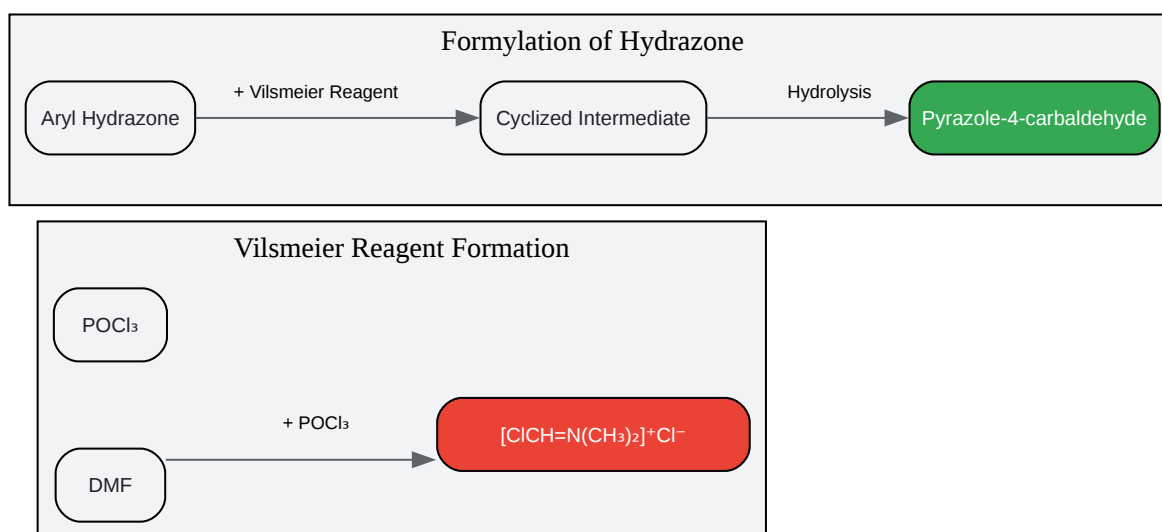 Formylation of Hydrazone
Aryl Hydrazone
+ Vilsmeier Reagent
Cyclized Intermediate
Hydrolysis
Pyrazole-4-carbaldehyde
Vilsmeier Reagent Formation
POCl₃
DMF
+ POCl₃
[ClCH=N(CH₃)₂]⁺Cl⁻